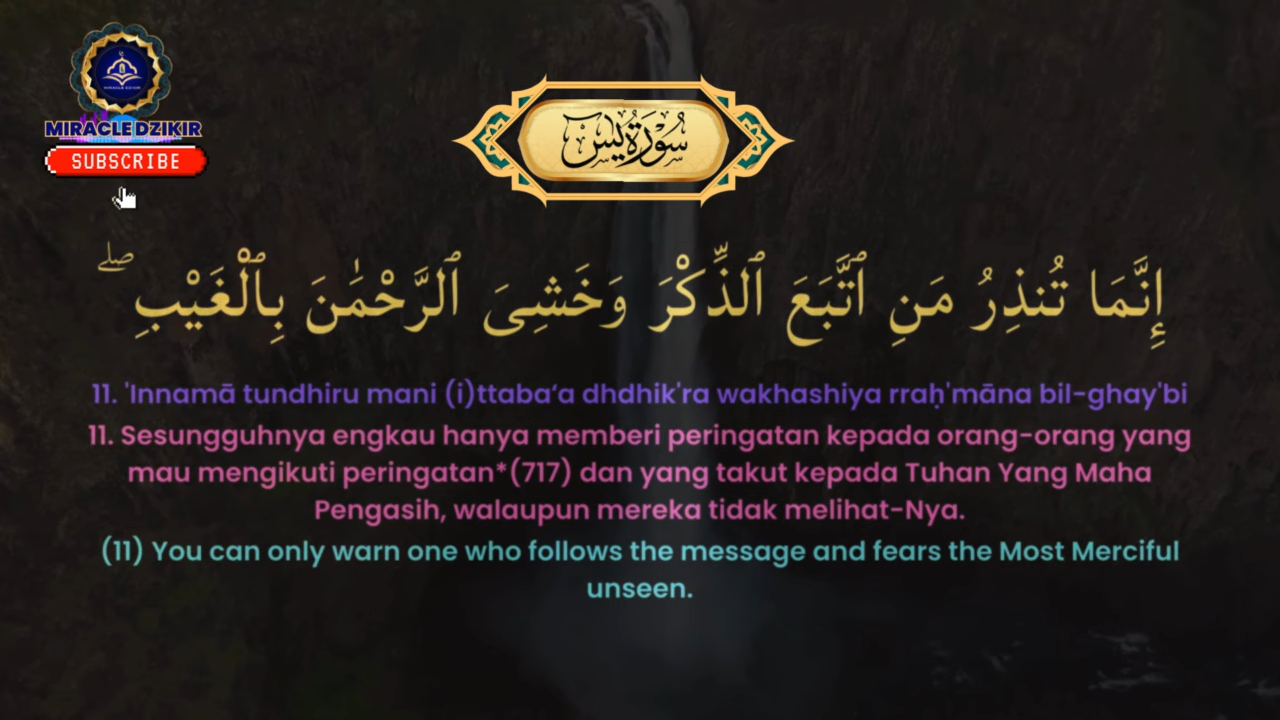 MIRACLE DZIKIR
SUBSCRIBE
سُورَةُ يس
إِنَّمَا تُنذِرُ مَنِ ٱتَّبَعَ ٱلذِّكْرَ وَخَشِىَ ٱلرَّحْمَٰنَ بِٱلْغَيْبِ ۖ
11. 'Innamā tundhiru mani (i)ttaba‘a dhdhik'ra wakhashiya rraḥ'māna bil-ghay'bi
11. Sesungguhnya engkau hanya memberi peringatan kepada orang-orang yang
mau mengikuti peringatan*(717) dan yang takut kepada Tuhan Yang Maha
Pengasih, walaupun mereka tidak melihat-Nya.
(11) You can only warn one who follows the message and fears the Most Merciful
unseen.